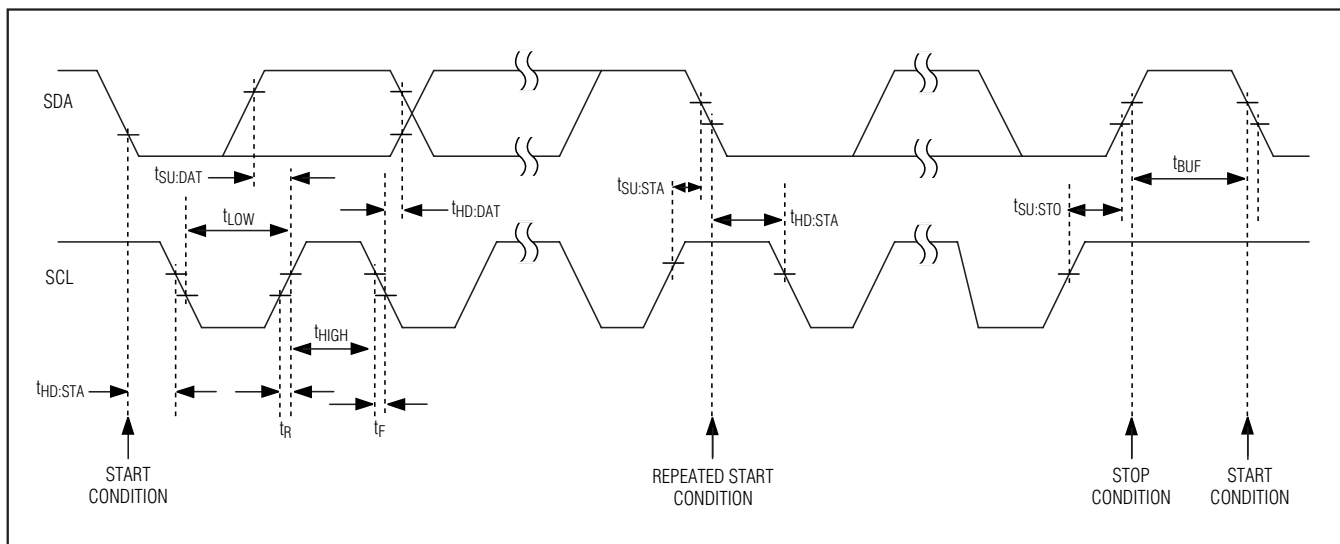 SDA
tSU:DAT
tHD:DAT
tLOW
tSU:STA
tHD:STA
tSU:STO
tBUF
SCL
tHIGH
tHD:STA
tR
tF
START
CONDITION
REPEATED START
CONDITION
STOP
CONDITION
START
CONDITION